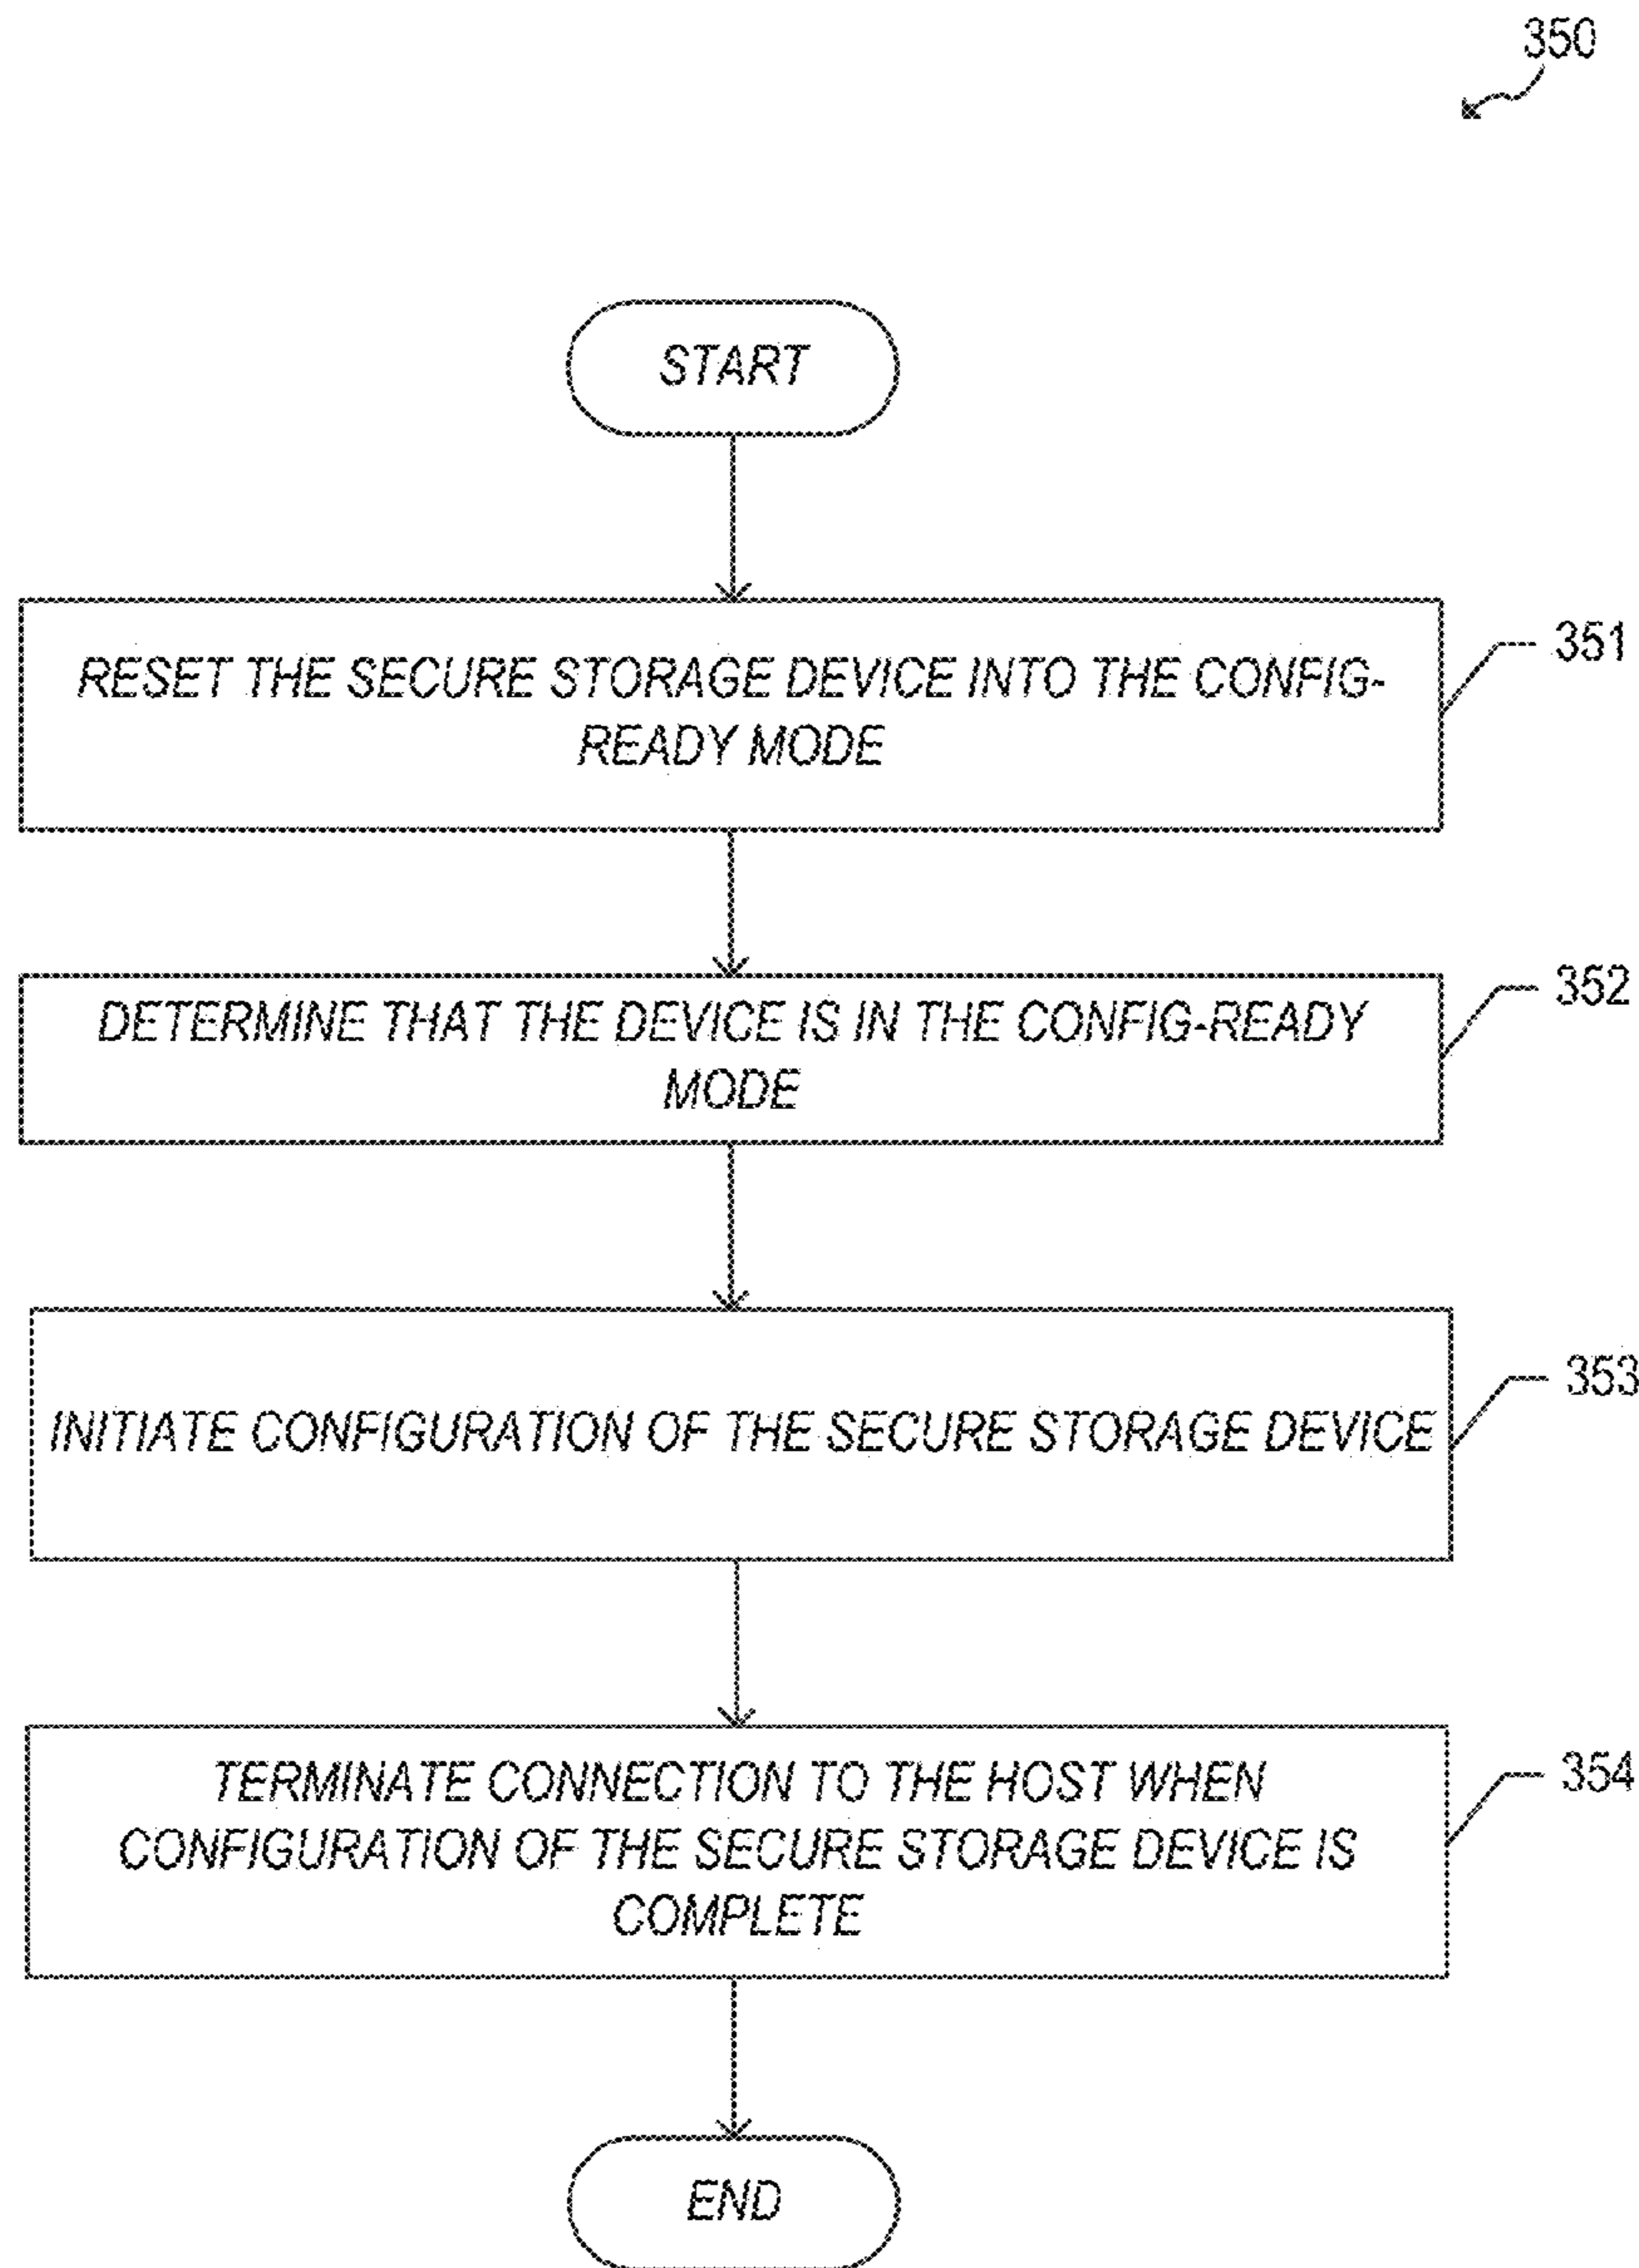 350
START
RESET THE SECURE STORAGE DEVICE INTO THE CONFIG-
READY MODE
351
DETERMINE THAT THE DEVICE IS IN THE CONFIG-READY
MODE
352
INITIATE CONFIGURATION OF THE SECURE STORAGE DEVICE
353
TERMINATE CONNECTION TO THE HOST WHEN
CONFIGURATION OF THE SECURE STORAGE DEVICE IS
COMPLETE
354
END